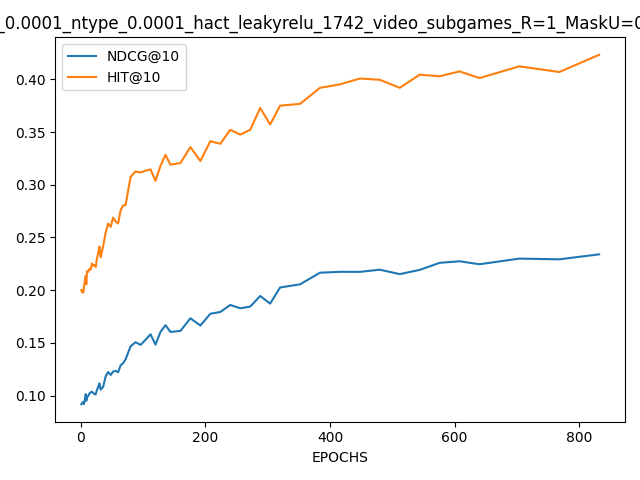 _0.0001_ntype_0.0001_hact_leakyrelu_1742_video_subgames_R=1_MaskU=0
NDCG@10
HIT@10
0.40
0.35
0.30
0.25
0.20
0.15
0.10
0 200 400 600 800
EPOCHS